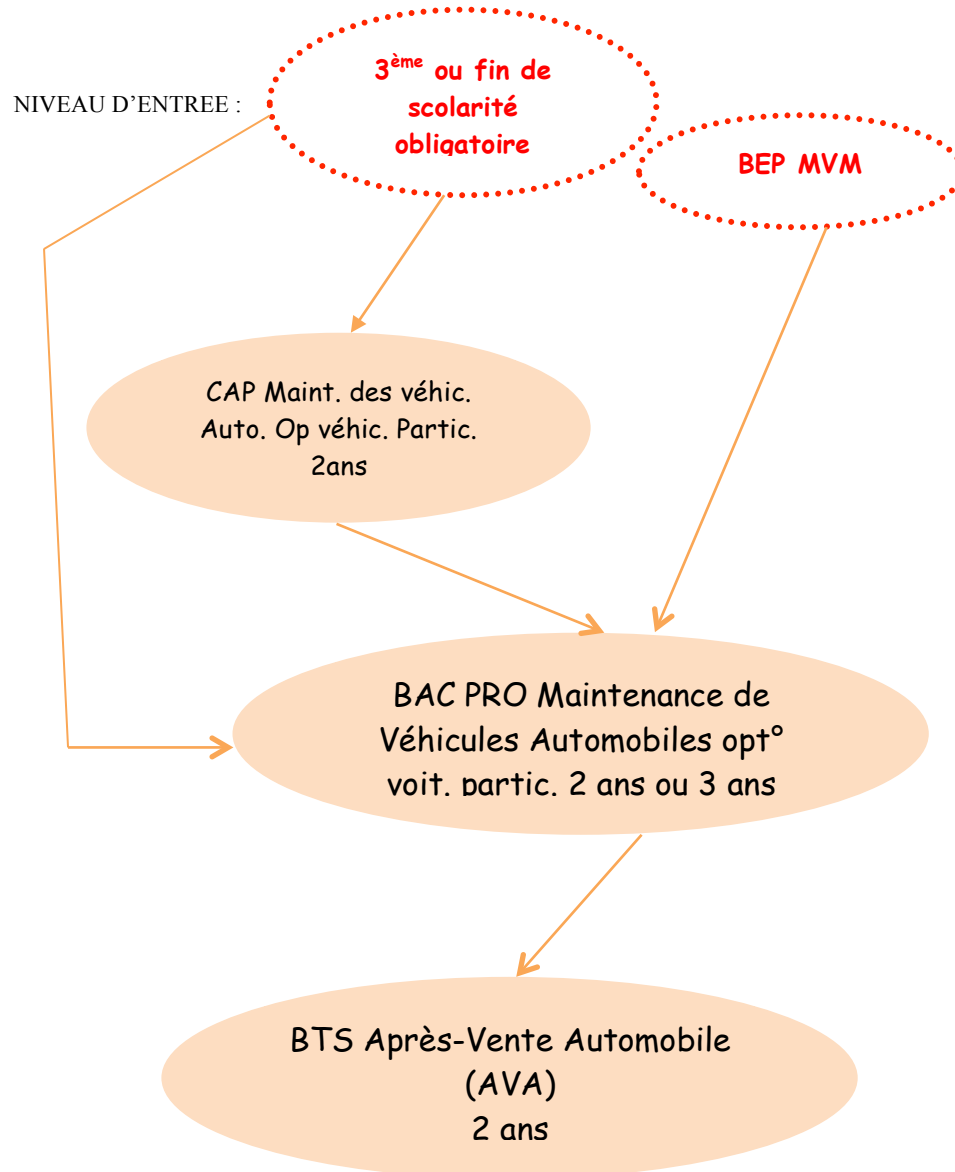 3ème ou fin de
scolarité
obligatoire
NIVEAU D’ENTREE :
BEP MVM
CAP Maint. des véhic.
Auto. Op véhic. Partic.
2ans
BAC PRO Maintenance de
Véhicules Automobiles opt°
voit. partic. 2 ans ou 3 ans
BTS Après-Vente Automobile
(AVA)
2 ans